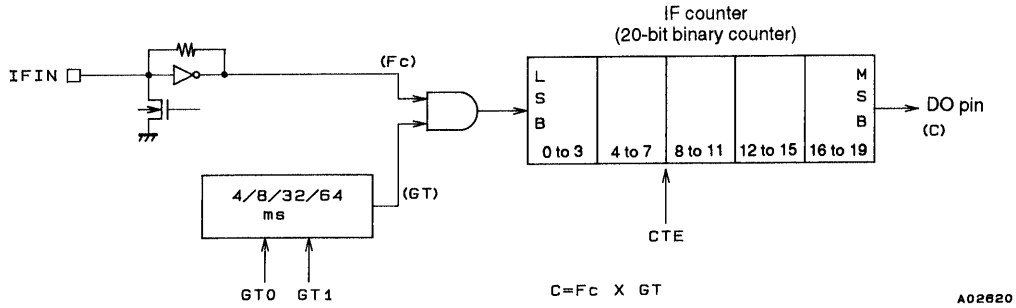 IF counter
(20-bit binary counter)
IFIN
(Fc)
L
S
B
M
S
B
DO pin
(C)
0 to 3
4 to 7
8 to 11
12 to 15
16 to 19
(GT)
4/8/32/64
ms
CTE
GT0
GT1
C=Fc X GT
A02620